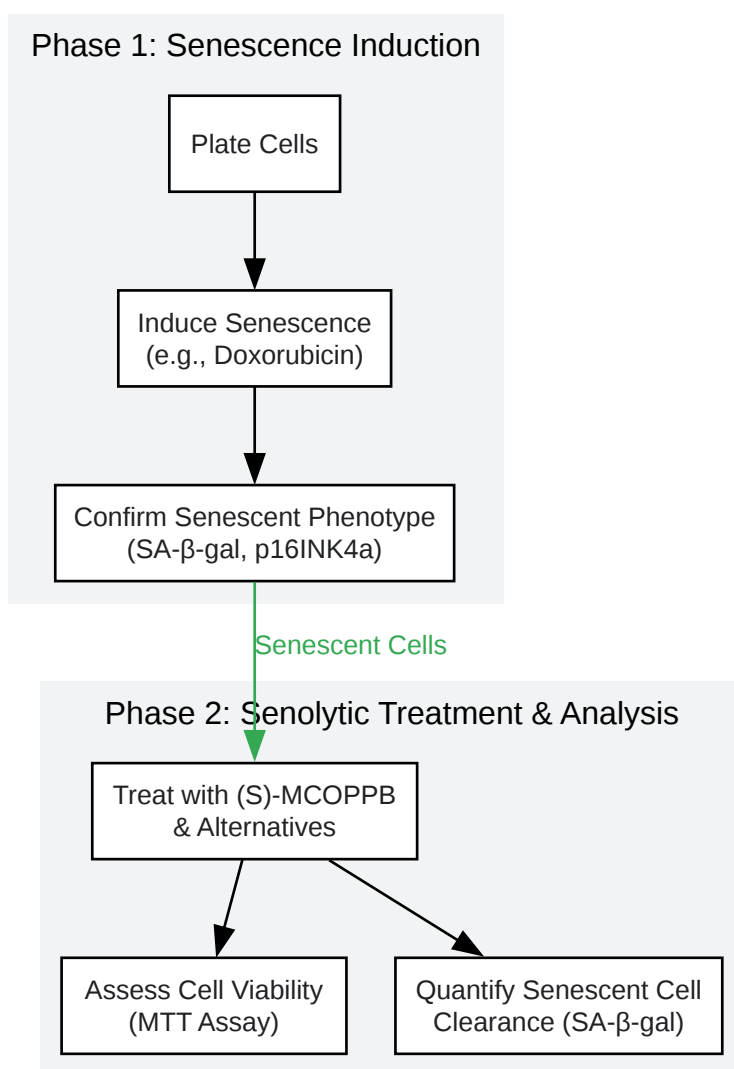 Phase 1: Senescence Induction
Plate Cells
Induce Senescence
(e.g., Doxorubicin)
Confirm Senescent Phenotype
(SA-β-gal, p16INK4a)
Senescent Cells
Phase 2: Senolytic Treatment & Analysis
Treat with (S)-MCOPPB
& Alternatives
Assess Cell Viability
(MTT Assay)
Quantify Senescent Cell
Clearance (SA-β-gal)